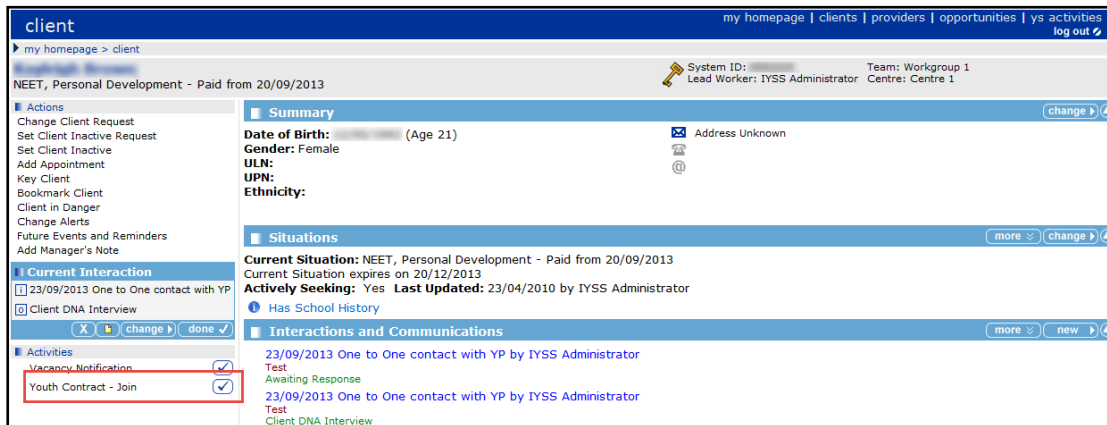 client
my homepage | clients | providers | opportunities | ys activities
log out
my homepage > client
NEET, Personal Development - Paid from 20/09/2013
System ID:
Team: Workgroup 1
Lead Worker: IYSS Administrator
Centre: Centre 1
Actions
Change Client Request
Set Client Inactive Request
Set Client Inactive
Add Appointment
Key Client
Bookmark Client
Client in Danger
Change Alerts
Future Events and Reminders
Add Manager's Note
Current Interaction
23/09/2013 One to One contact with YP
Client DNA Interview
X
change
done
Activities
Vacancy Notification
Youth Contract - Join
Summary
change
Date of Birth: (Age 21)
Gender: Female
ULN:
UPN:
Ethnicity:
Address Unknown
Situations
more
change
Current Situation: NEET, Personal Development - Paid from 20/09/2013
Current Situation expires on 20/12/2013
Actively Seeking: Yes Last Updated: 23/04/2010 by IYSS Administrator
Has School History
Interactions and Communications
more
new
23/09/2013 One to One contact with YP by IYSS Administrator
Test
Awaiting Response
23/09/2013 One to One contact with YP by IYSS Administrator
Test
Client DNA Interview